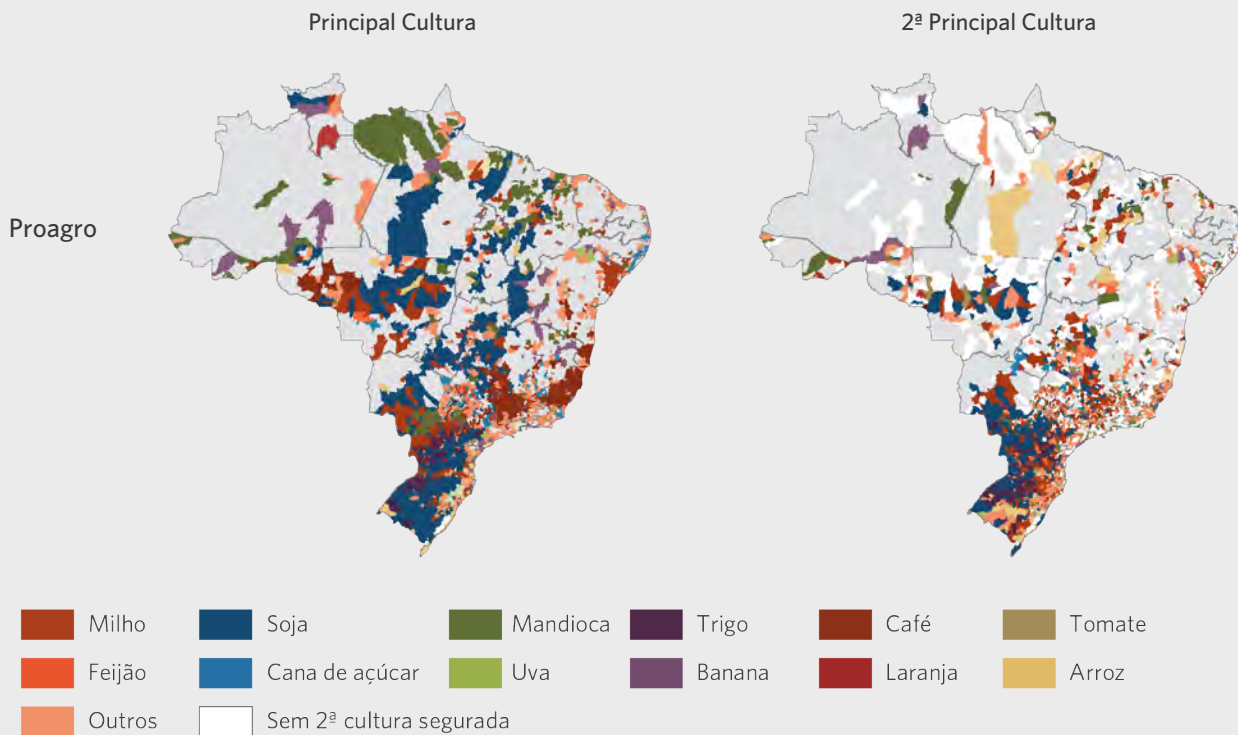 Principal Cultura
2ª Principal Cultura
Proagro
Milho
Soja
Mandioca
Trigo
Café
Tomate
Feijão
Cana de açúcar
Uva
Banana
Laranja
Arroz
Outros
Sem 2ª cultura segurada